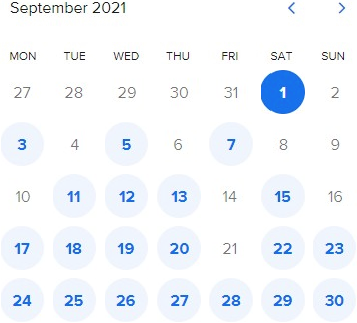 September 2021
MON TUE WED THU FRI SAT SUN
27 28 29 30 31 1 2
3 4 5 6 7 8 9
10 11 12 13 14 15 16
17 18 19 20 21 22 23
24 25 26 27 28 29 30